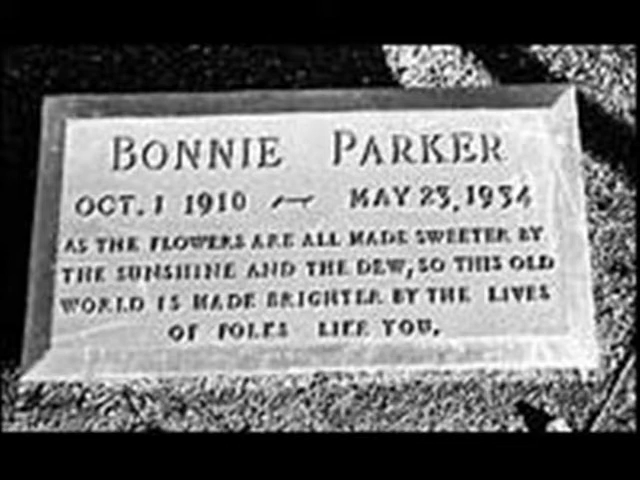 BONNIE PARKER
OCT. 1 1910 ~ MAY 23, 1934
AS THE FLOWERS ARE ALL MADE SWEETER BY
THE SUNSHINE AND THE DEW, SO THIS OLD
WORLD IS MADE BRIGHTER BY THE LIVES
OF FOLKS LIKE YOU.